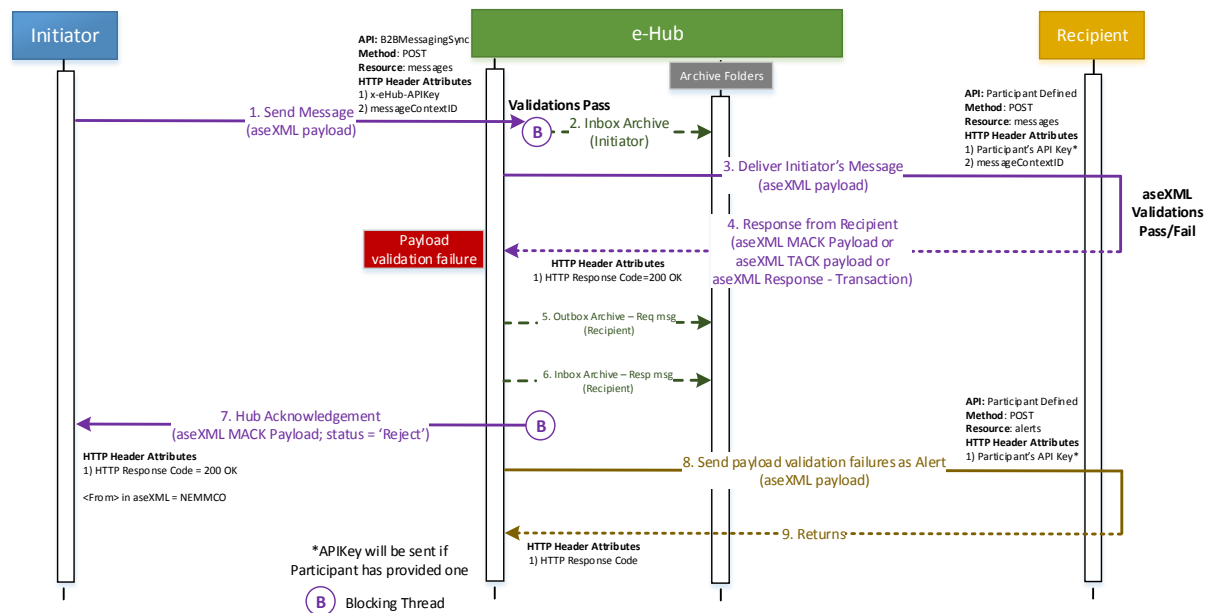 Initiator
e-Hub
Recipient
API: B2BMessagingSync
Method: POST
Resource: messages
HTTP Header Attributes
1) x-eHub-APIKey
2) messageContextID
Archive Folders
1. Send Message
(aseXML payload)
Validations Pass
B
2. Inbox Archive
(Initiator)
API: Participant Defined
Method: POST
Resource: messages
HTTP Header Attributes
1) Participant's API Key*
2) messageContextID
3. Deliver Initiator's Message
(aseXML payload)
aseXML
Validations
Pass/Fail
4. Response from Recipient
(aseXML MACK Payload or
aseXML TACK payload or
aseXML Response - Transaction)
Payload
validation failure
HTTP Header Attributes
1) HTTP Response Code=200 OK
5. Outbox Archive – Req msg
(Recipient)
6. Inbox Archive – Resp msg
(Recipient)
7. Hub Acknowledgement
(aseXML MACK Payload; status = ‘Reject’)
B
HTTP Header Attributes
1) HTTP Response Code = 200 OK
<From> in aseXML = NEMMCO
API: Participant Defined
Method: POST
Resource: alerts
HTTP Header Attributes
1) Participant's API Key*
8. Send payload validation failures as Alert
(aseXML payload)
9. Returns
HTTP Header Attributes
1) HTTP Response Code
*APIKey will be sent if
Participant has provided one
B Blocking Thread